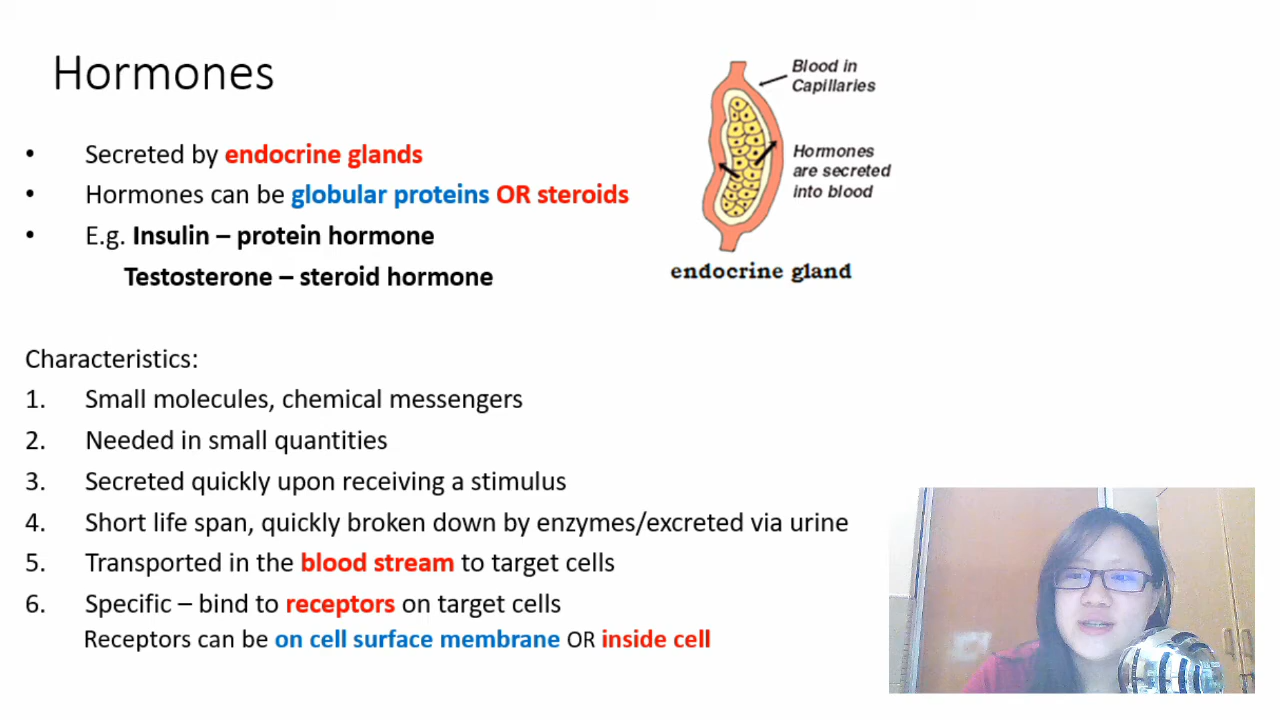 Hormones
• Secreted by endocrine glands
• Hormones can be globular proteins OR steroids
• E.g. Insulin – protein hormone
Testosterone – steroid hormone
Blood in
Capillaries
Hormones
are secreted
into blood
endocrine gland
Characteristics:
1. Small molecules, chemical messengers
2. Needed in small quantities
3. Secreted quickly upon receiving a stimulus
4. Short life span, quickly broken down by enzymes/excreted via urine
5. Transported in the blood stream to target cells
6. Specific – bind to receptors on target cells
Receptors can be on cell surface membrane OR inside cell